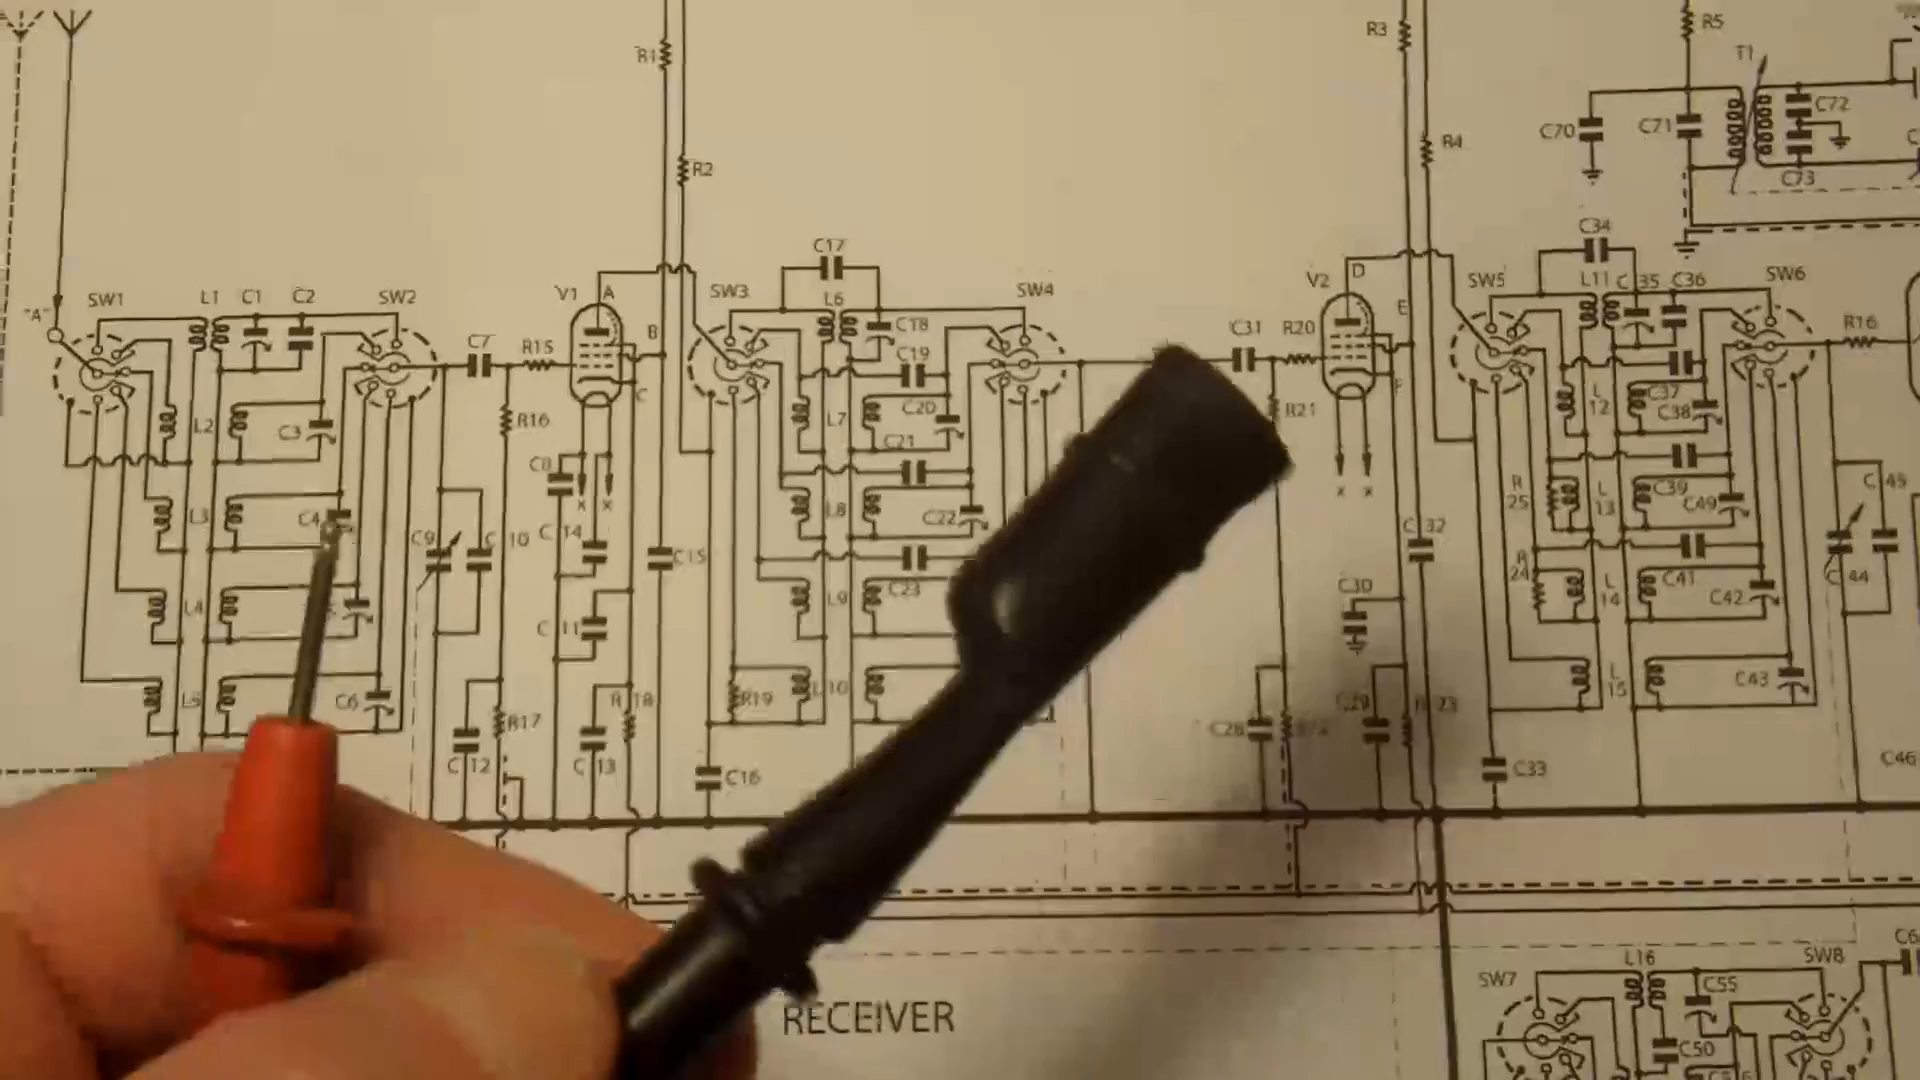 R1
R3
R5
T1
R2
R4
C70
C71
C72
C73
"A"
SW1
L1
C1
C2
SW2
V1
A
B
C
C7
R15
R16
SW3
C17
L6
C18
SW4
C19
C20
C21
L7
L8
C22
L9
C23
C31
R20
R21
V2
D
E
F
SW5
C34
L11
C35
C36
SW6
R16
C37
L12
C38
C39
L13
C49
R25
R24
C41
L14
C42
C43
L15
C44
C45
L2
C3
L3
C4
L4
L5
C6
C9
C10
C8
x
x
C14
C15
C11
C12
R17
C13
R18
R19
C16
L10
x
x
C32
C30
C28
C29
R23
C33
C46
RECEIVER
SW7
L16
C55
SW8
C50